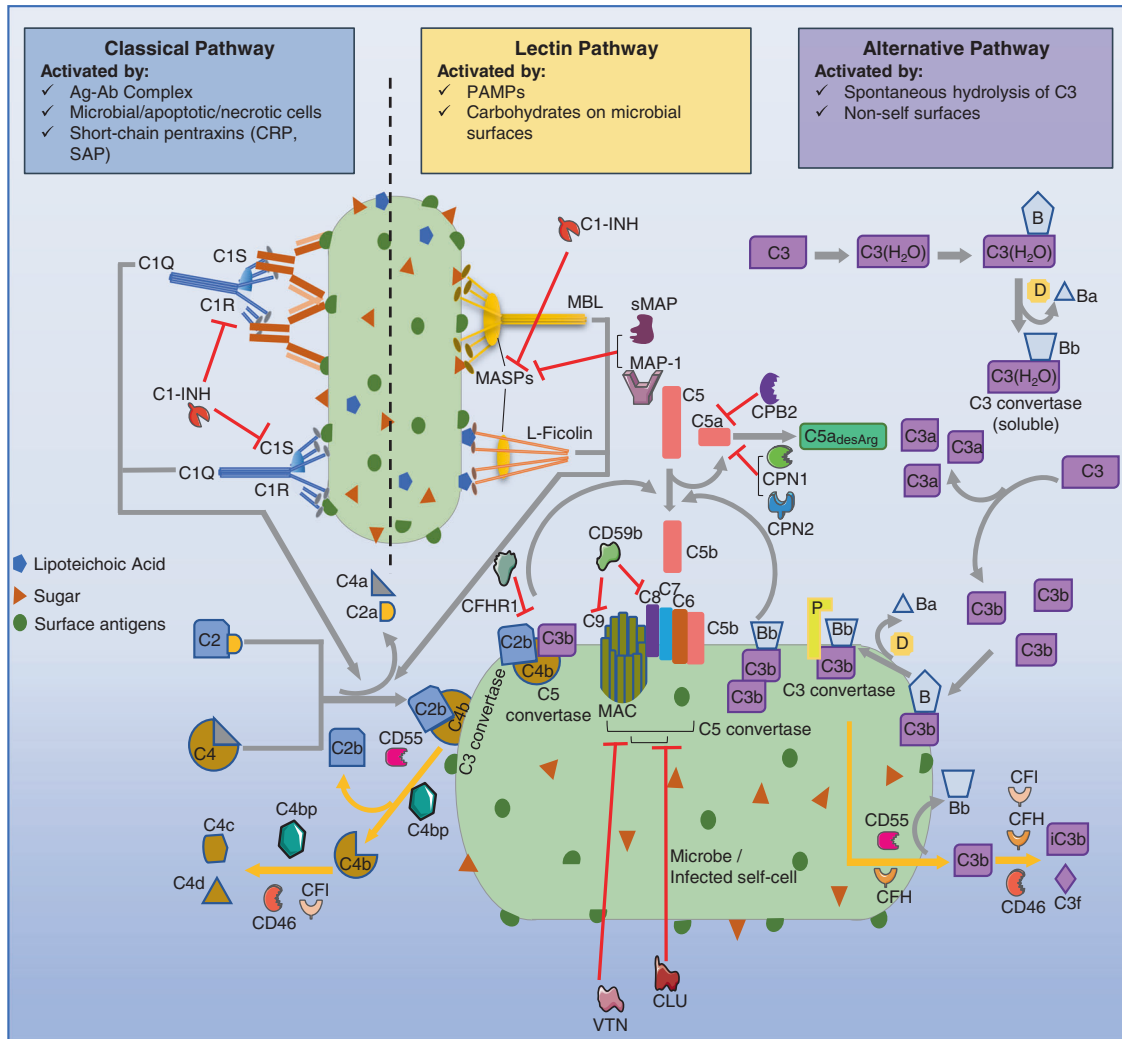 Classical Pathway
Activated by:
✓ Ag-Ab Complex
✓ Microbial/apoptotic/necrotic cells
✓ Short-chain pentraxins (CRP,
SAP)
Lectin Pathway
Activated by:
✓ PAMPs
✓ Carbohydrates on microbial
surfaces
Alternative Pathway
Activated by:
✓ Spontaneous hydrolysis of C3
✓ Non-self surfaces
C1Q
C1S
C1R
C1-INH
C1S
C1Q
C1R
C1-INH
MBL
MASPs
L-Ficolin
sMAP
MAP-1
C3
C3(H2O)
B
C3(H2O)
D
Ba
Bb
C3(H2O)
C3 convertase
(soluble)
C5
C5a
CPB2
C5adesArg
CPN1
CPN2
C3a
C3a
C3a
C3
C5b
Lipoteichoic Acid
Sugar
Surface antigens
C4a
C2a
C2
C4
CFHR1
CD59b
C9
C8
C7
C6
C5b
C2b
C3b
C4b
C5
convertase
MAC
Bb
C3b
C3b
C5 convertase
P
Bb
C3b
C3 convertase
Ba
D
B
C3b
C3b
C3b
C3b
C2b
C4b
C3 convertase
C2b
CD55
C4bp
C4b
C4bp
C4c
C4d
CD46
CFI
Microbe /
Infected self-cell
CD55
CFH
Bb
C3b
CFI
CFH
CD46
iC3b
C3f
VTN
CLU